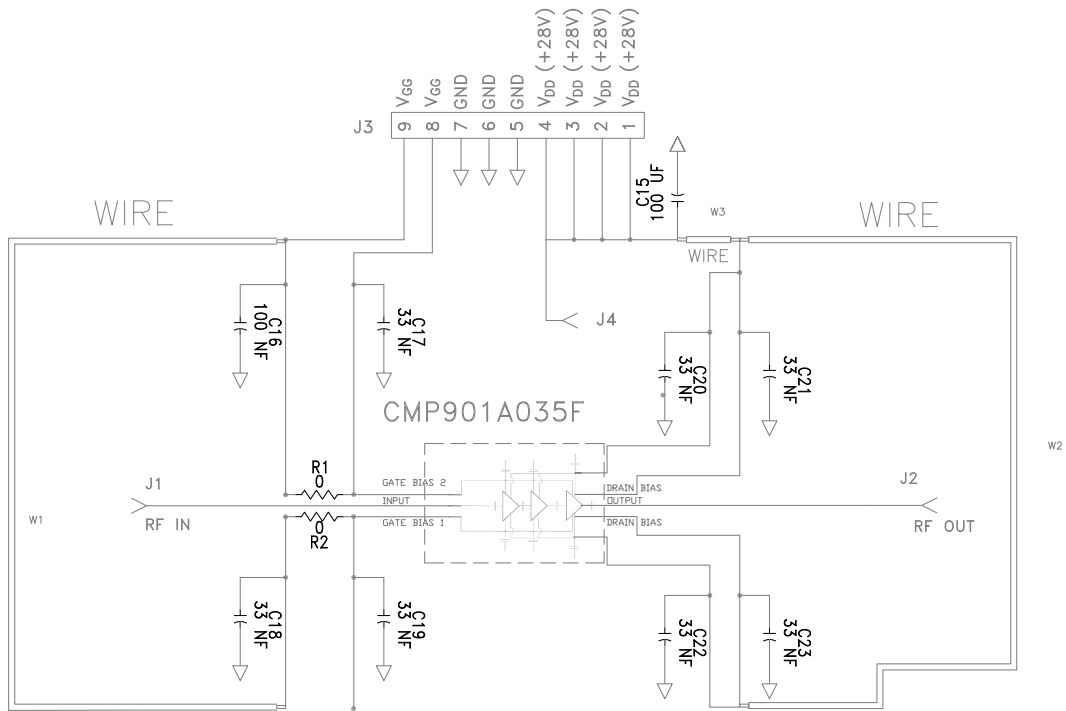 VGG
VGG
GND
GND
GND
VDD (+28V)
VDD (+28V)
VDD (+28V)
VDD (+28V)
J3
9 8 7 6 5 4 3 2 1
C15
100 UF
W3
WIRE
WIRE
WIRE
C16
100 NF
C17
33 NF
J4
C20
33 NF
C21
33 NF
CMP901A035F
W2
R1
0
GATE BIAS 2
DRAIN BIAS
J1
INPUT
OUTPUT
J2
W1
RF IN
0
R2
GATE BIAS 1
DRAIN BIAS
RF OUT
C18
33 NF
C19
33 NF
C22
33 NF
C23
33 NF